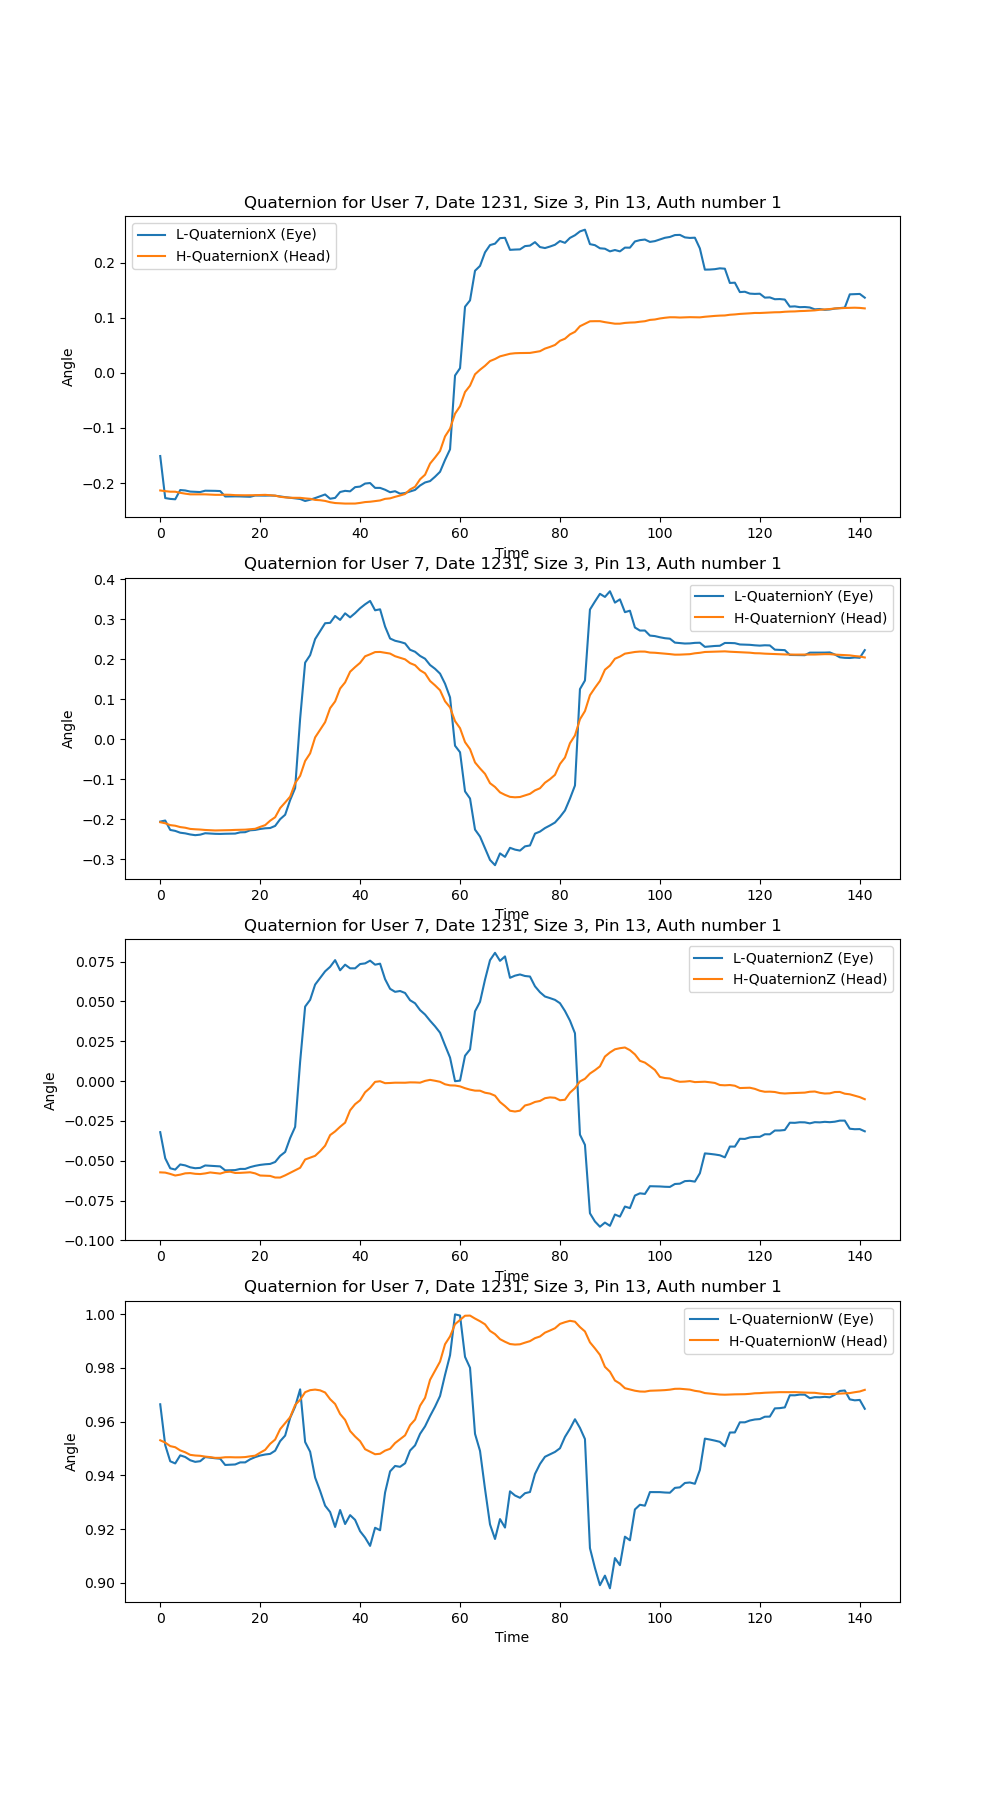 Quaternion for User 7, Date 1231, Size 3, Pin 13, Auth number 1
L-QuaternionX (Eye)
H-QuaternionX (Head)
0.2
0.1
0.0
−0.1
−0.2
Angle
0 20 40 60 80 100 120 140
Time
Quaternion for User 7, Date 1231, Size 3, Pin 13, Auth number 1
L-QuaternionY (Eye)
H-QuaternionY (Head)
0.4
0.3
0.2
0.1
0.0
−0.1
−0.2
−0.3
Angle
0 20 40 60 80 100 120 140
Time
Quaternion for User 7, Date 1231, Size 3, Pin 13, Auth number 1
L-QuaternionZ (Eye)
H-QuaternionZ (Head)
0.075
0.050
0.025
0.000
−0.025
−0.050
−0.075
−0.100
Angle
0 20 40 60 80 100 120 140
Time
Quaternion for User 7, Date 1231, Size 3, Pin 13, Auth number 1
L-QuaternionW (Eye)
H-QuaternionW (Head)
1.00
0.98
0.96
0.94
0.92
0.90
Angle
0 20 40 60 80 100 120 140
Time